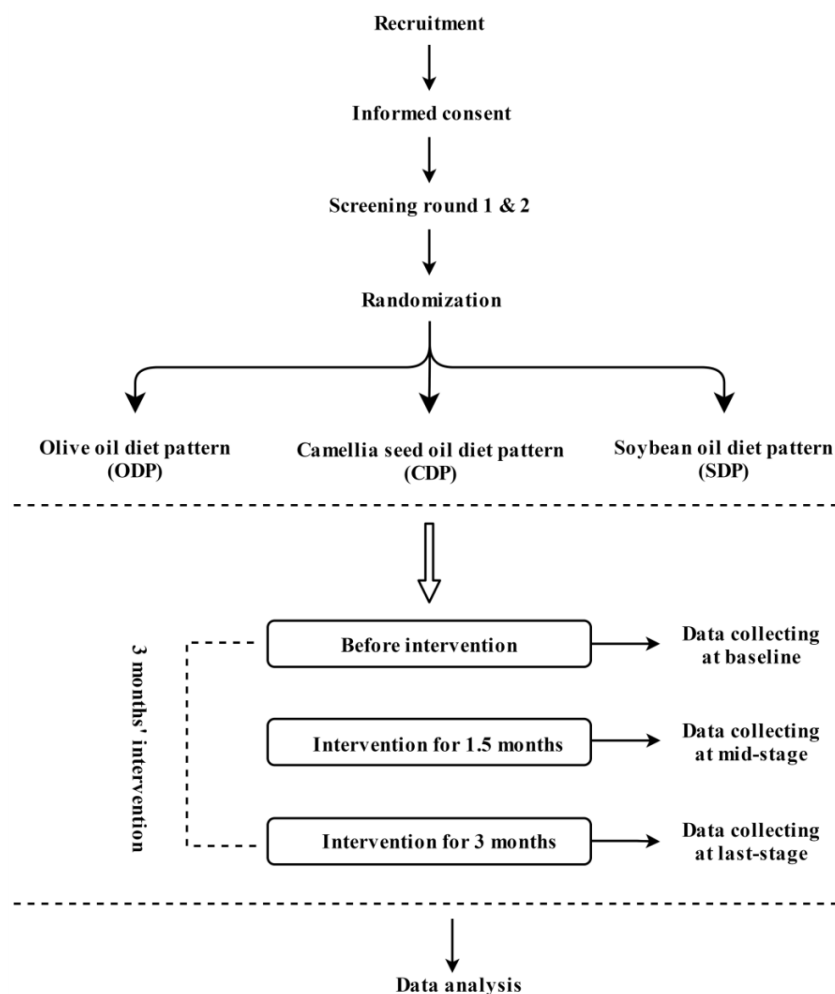 Recruitment
Informed consent
Screening round 1 & 2
Randomization
Olive oil diet pattern
(ODP)
Camellia seed oil diet pattern
(CDP)
Soybean oil diet pattern
(SDP)
3 months' intervention
Before intervention
Data collecting
at baseline
Intervention for 1.5 months
Data collecting
at mid-stage
Intervention for 3 months
Data collecting
at last-stage
Data analysis